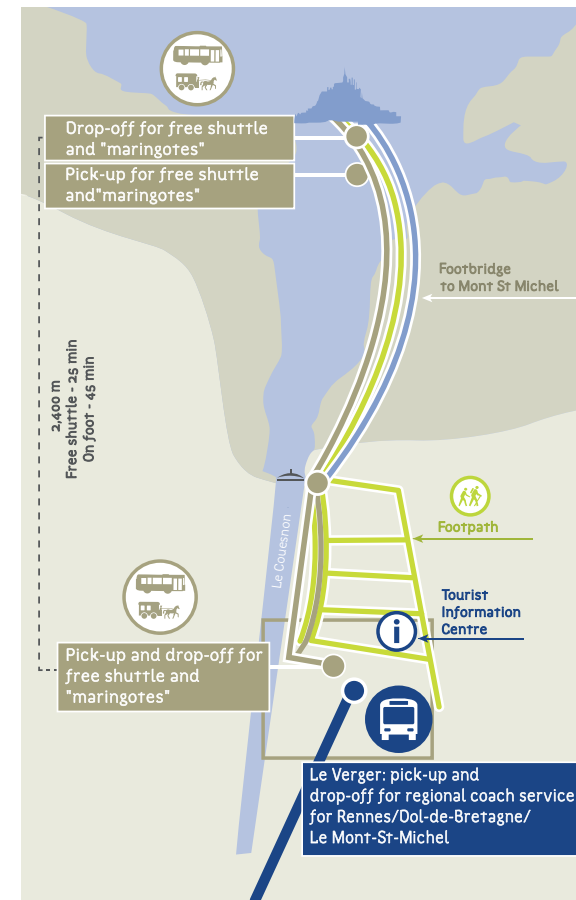 Drop-off for free shuttle
and "maringotes"
Pick-up for free shuttle
and"maringotes"
Footbridge
to Mont St Michel
2,400 m
Free shuttle - 25 min
On foot - 45 min
Le Couesnon
Footpath
Tourist
Information
Centre
i
Pick-up and drop-off for
free shuttle and
"maringotes"
Le Verger: pick-up and
drop-off for regional coach service
for Rennes/Dol-de-Bretagne/
Le Mont-St-Michel